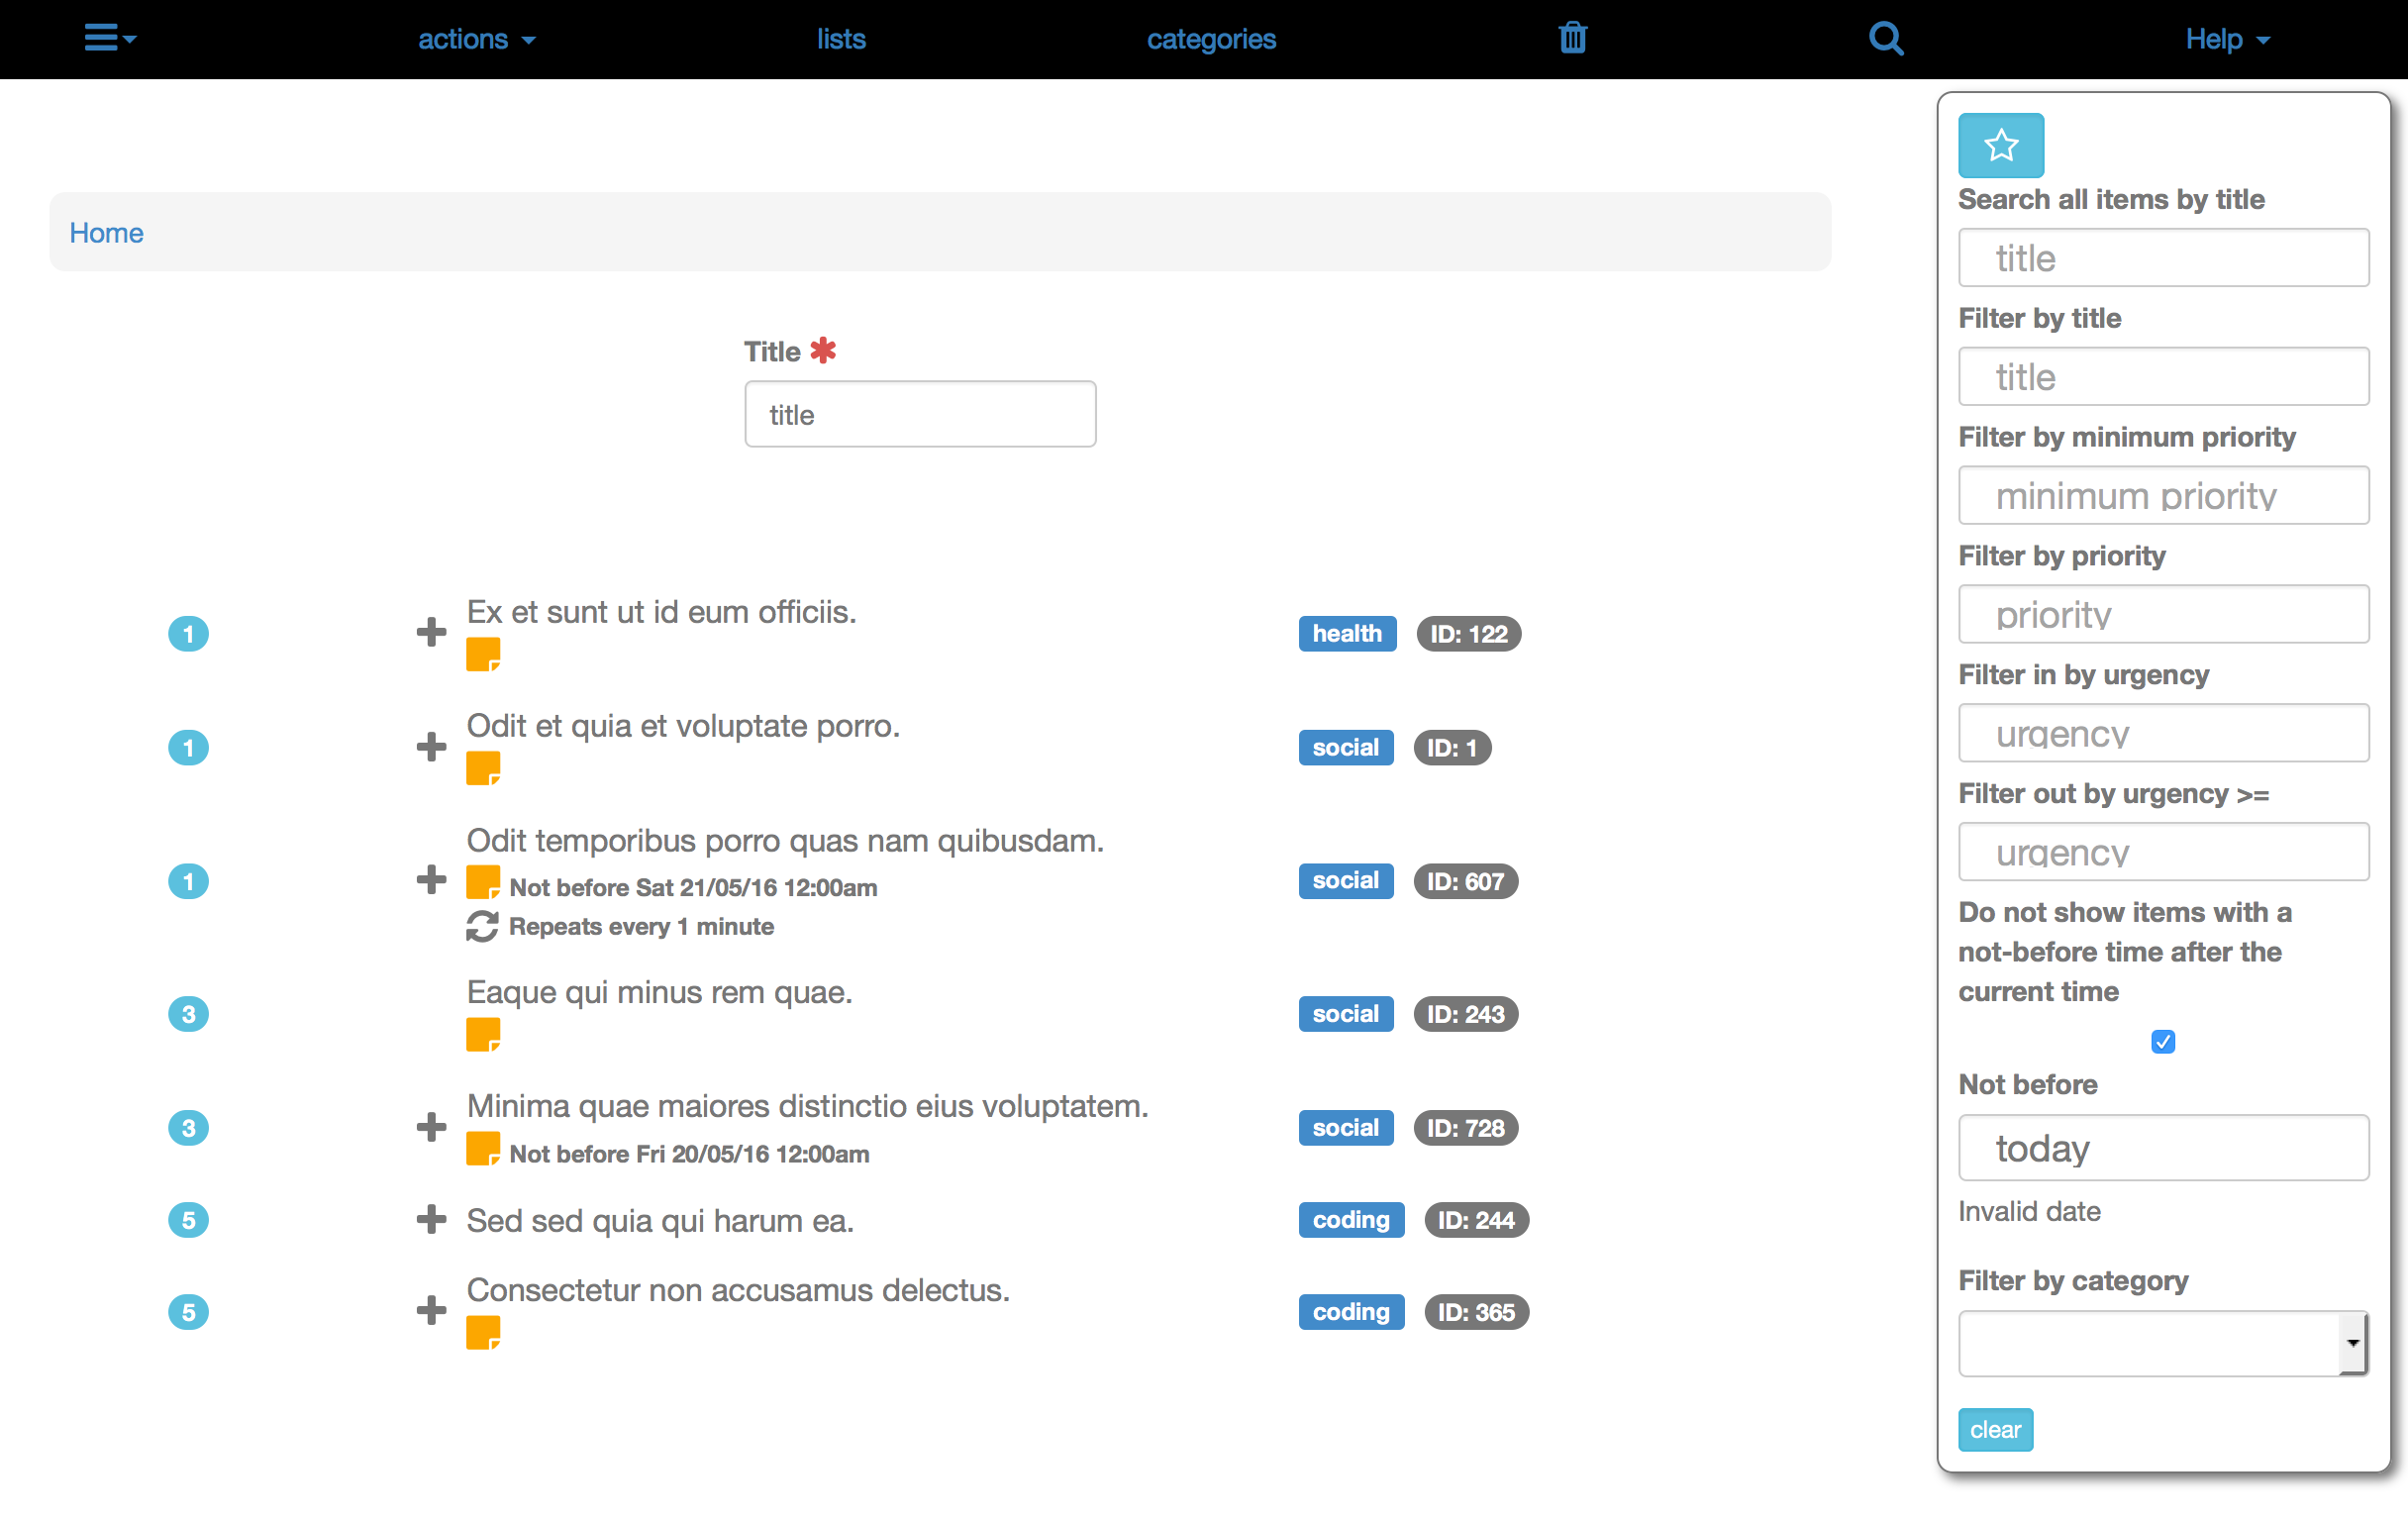 actions
lists
categories
Help
Home
Title *
title
1
Ex et sunt ut id eum officiis.
health
ID: 122
1
Odit et quia et voluptate porro.
social
ID: 1
1
Odit temporibus porro quas nam quibusdam.
Not before Sat 21/05/16 12:00am
Repeats every 1 minute
social
ID: 607
3
Eaque qui minus rem quae.
social
ID: 243
3
Minima quae maiores distinctio eius voluptatem.
Not before Fri 20/05/16 12:00am
social
ID: 728
5
Sed sed quia qui harum ea.
coding
ID: 244
5
Consectetur non accusamus delectus.
coding
ID: 365
Search all items by title
title
Filter by title
title
Filter by minimum priority
minimum priority
Filter by priority
priority
Filter in by urgency
urgency
Filter out by urgency >=
urgency
Do not show items with a
not-before time after the
current time
Not before
today
Invalid date
Filter by category
clear